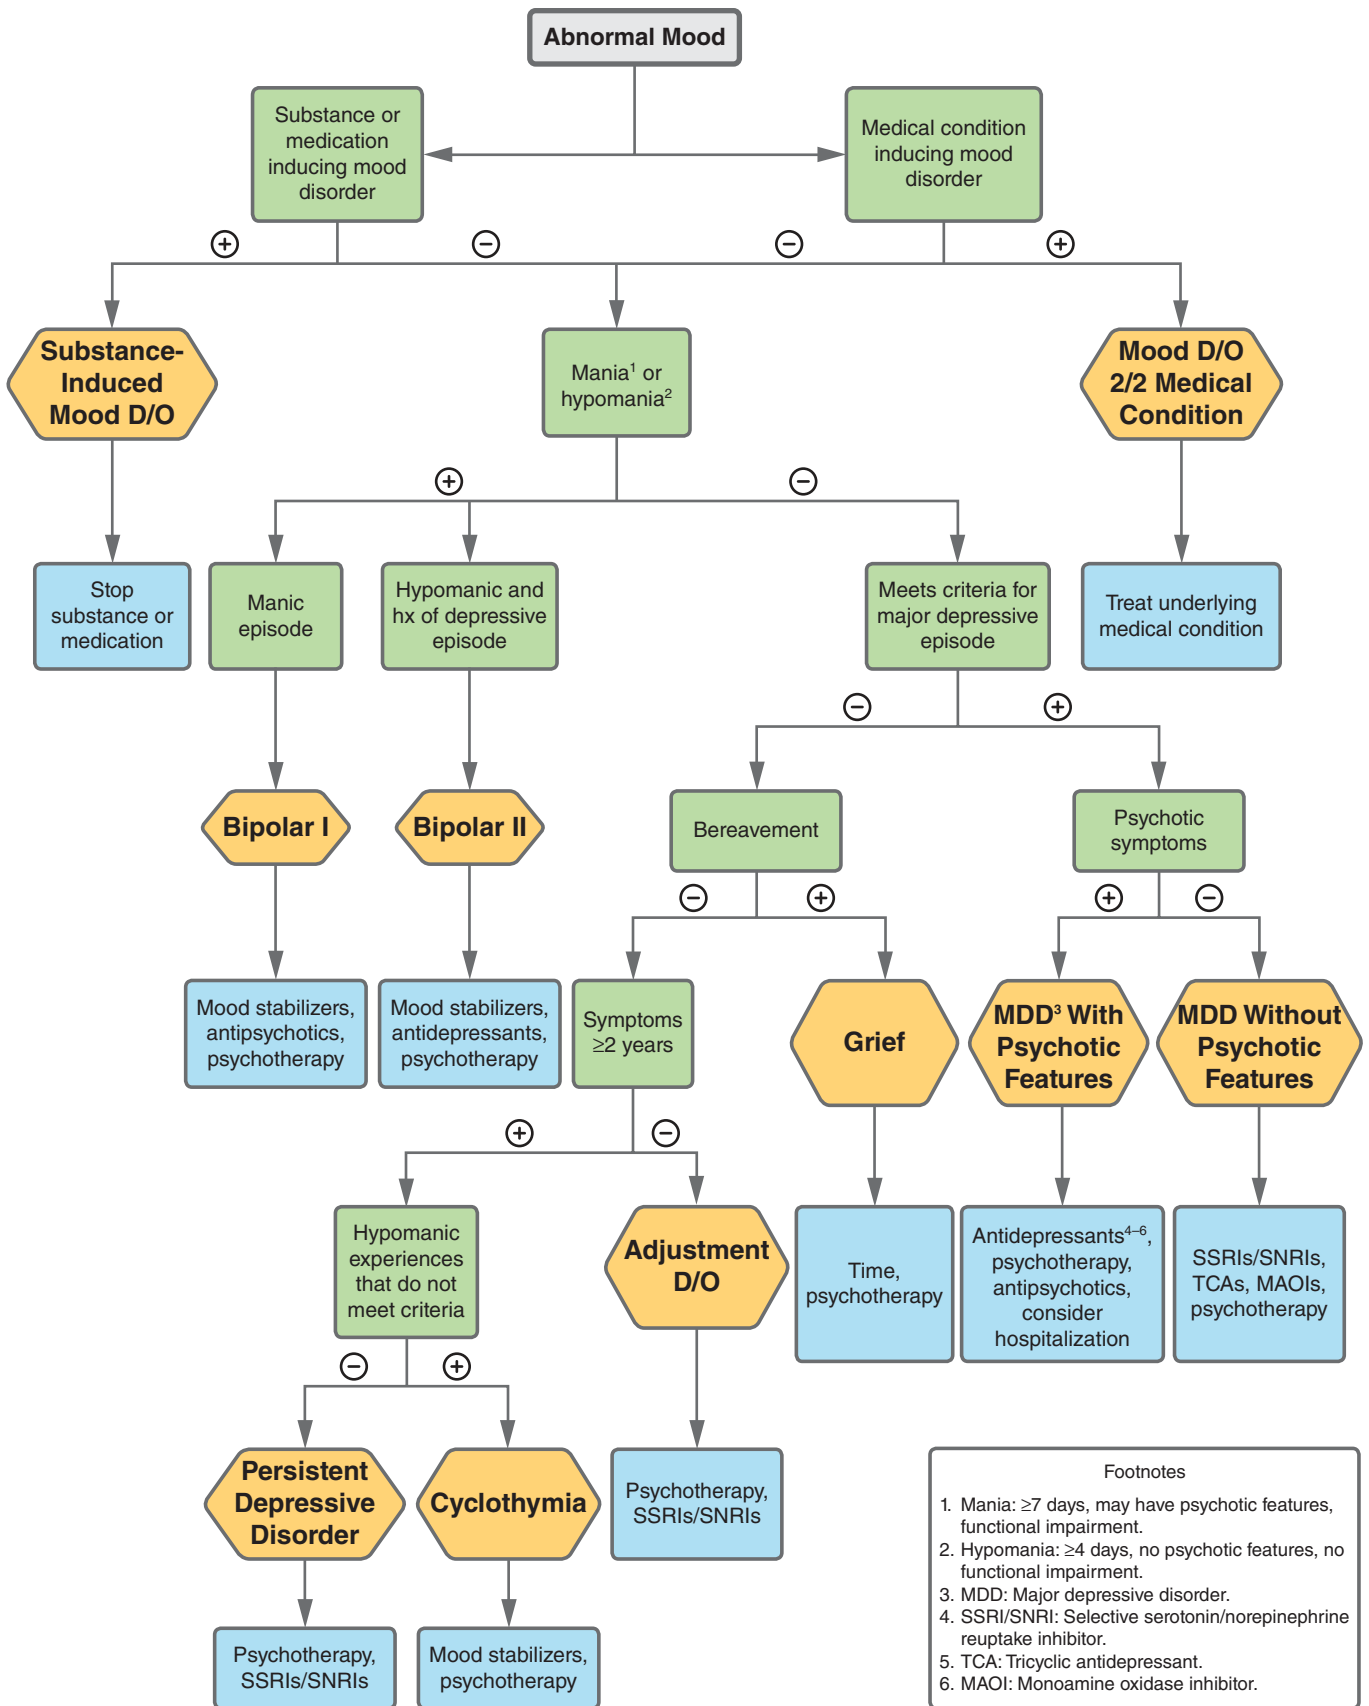 Abnormal Mood
Substance or
medication
inducing mood
disorder
Medical condition
inducing mood
disorder
+
−
−
+
Substance-
Induced
Mood D/O
Mania¹ or
hypomania²
Mood D/O
2/2 Medical
Condition
+
−
Stop
substance or
medication
Manic
episode
Hypomanic and
hx of depressive
episode
Meets criteria for
major depressive
episode
Treat underlying
medical condition
−
+
Bipolar I
Bipolar II
Bereavement
Psychotic
symptoms
−
+
+
−
Mood stabilizers,
antipsychotics,
psychotherapy
Mood stabilizers,
antidepressants,
psychotherapy
Symptoms
≥2 years
Grief
MDD³ With
Psychotic
Features
MDD Without
Psychotic
Features
+
−
Hypomanic
experiences
that do not
meet criteria
Adjustment
D/O
Time,
psychotherapy
Antidepressants⁴⁻⁶,
psychotherapy,
antipsychotics,
consider
hospitalization
SSRIs/SNRIs,
TCAs, MAOIs,
psychotherapy
−
+
Persistent
Depressive
Disorder
Cyclothymia
Psychotherapy,
SSRIs/SNRIs
Psychotherapy,
SSRIs/SNRIs
Mood stabilizers,
psychotherapy
Footnotes
1. Mania: ≥7 days, may have psychotic features,
functional impairment.
2. Hypomania: ≥4 days, no psychotic features, no
functional impairment.
3. MDD: Major depressive disorder.
4. SSRI/SNRI: Selective serotonin/norepinephrine
reuptake inhibitor.
5. TCA: Tricyclic antidepressant.
6. MAOI: Monoamine oxidase inhibitor.